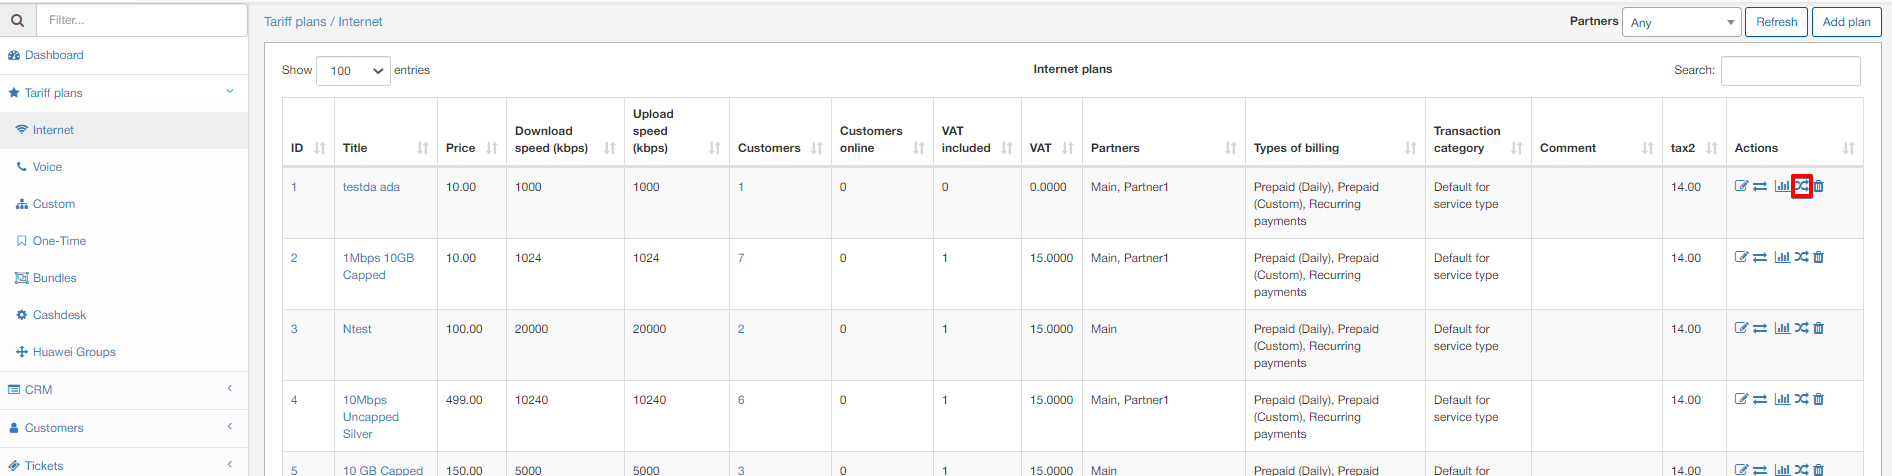 Filter...
Tariff plans / Internet
Partners Any Refresh Add plan
Dashboard
Tariff plans
Internet
Voice
Custom
One-Time
Bundles
Cashdesk
Huawei Groups
CRM
Customers
Tickets
Show 100 entries
Internet plans
Search:
ID Title Price Download speed (kbps) Upload speed (kbps) Customers Customers online VAT included VAT Partners Types of billing Transaction category Comment tax2 Actions
1 testda ada 10.00 1000 1000 1 0 0 0.0000 Main, Partner1 Prepaid (Daily), Prepaid Default for 14.00
(Custom), Recurring service type
payments
2 1Mbps 10GB 10.00 1024 1024 7 0 1 15.0000 Main, Partner1 Prepaid (Daily), Prepaid Default for 14.00
Capped (Custom), Recurring service type
payments
3 Ntest 100.00 20000 20000 2 0 1 15.0000 Main Prepaid (Daily), Prepaid Default for 14.00
(Custom), Recurring service type
payments
4 10Mbps 499.00 10240 10240 6 0 1 15.0000 Main, Partner1 Prepaid (Daily), Prepaid Default for 14.00
Uncapped (Custom), Recurring service type
Silver payments
5 10 GB Capped 150.00 5000 5000 3 0 1 15.0000 Main Prepaid (Daily), Prepaid Default for 14.00